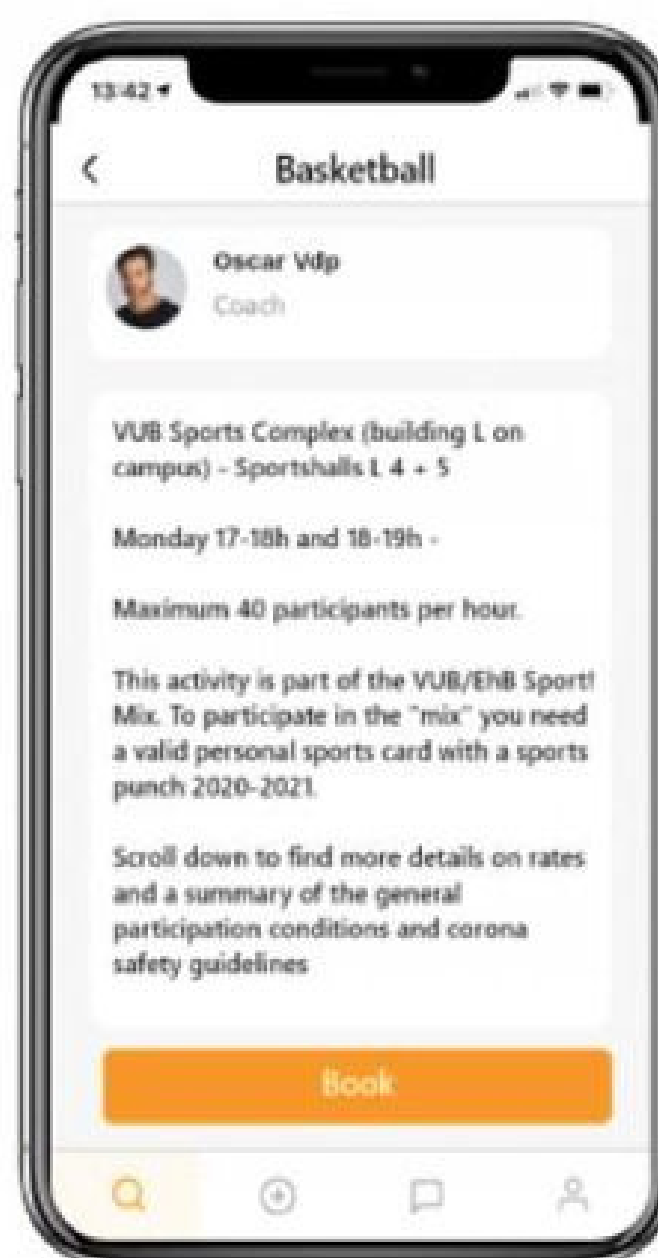 13:42
Basketball
Oscar Vdp
Coach
VUB Sports Complex (building L on
campus) - Sportshalls L 4 + 5
Monday 17-18h and 18-19h -
Maximum 40 participants per hour.
This activity is part of the VUB/EhB Sport!
Mix. To participate in the "mix" you need
a valid personal sports card with a sports
punch 2020-2021.
Scroll down to find more details on rates
and a summary of the general
participation conditions and corona
safety guidelines
Book